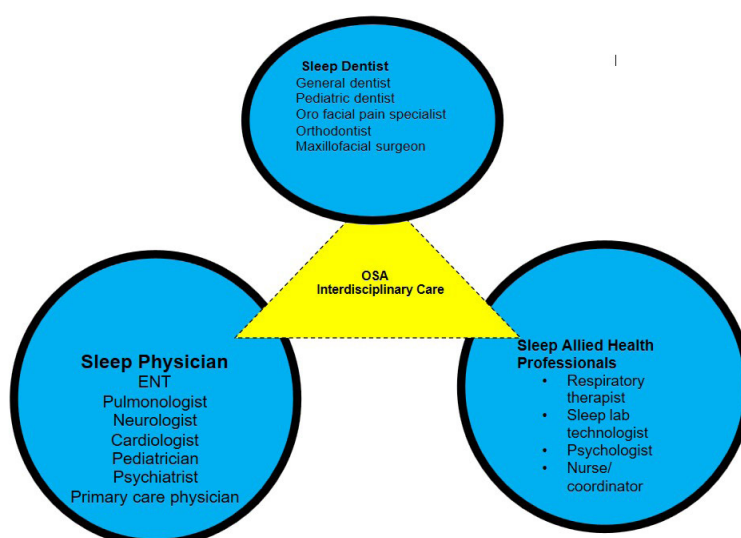 Sleep Dentist
General dentist
Pediatric dentist
Oro facial pain specialist
Orthodontist
Maxillofacial surgeon
OSA
Interdisciplinary Care
Sleep Physician
ENT
Pulmonologist
Neurologist
Cardiologist
Pediatrician
Psychiatrist
Primary care physician
Sleep Allied Health
Professionals
• Respiratory
therapist
• Sleep lab
technologist
• Psychologist
• Nurse/
coordinator